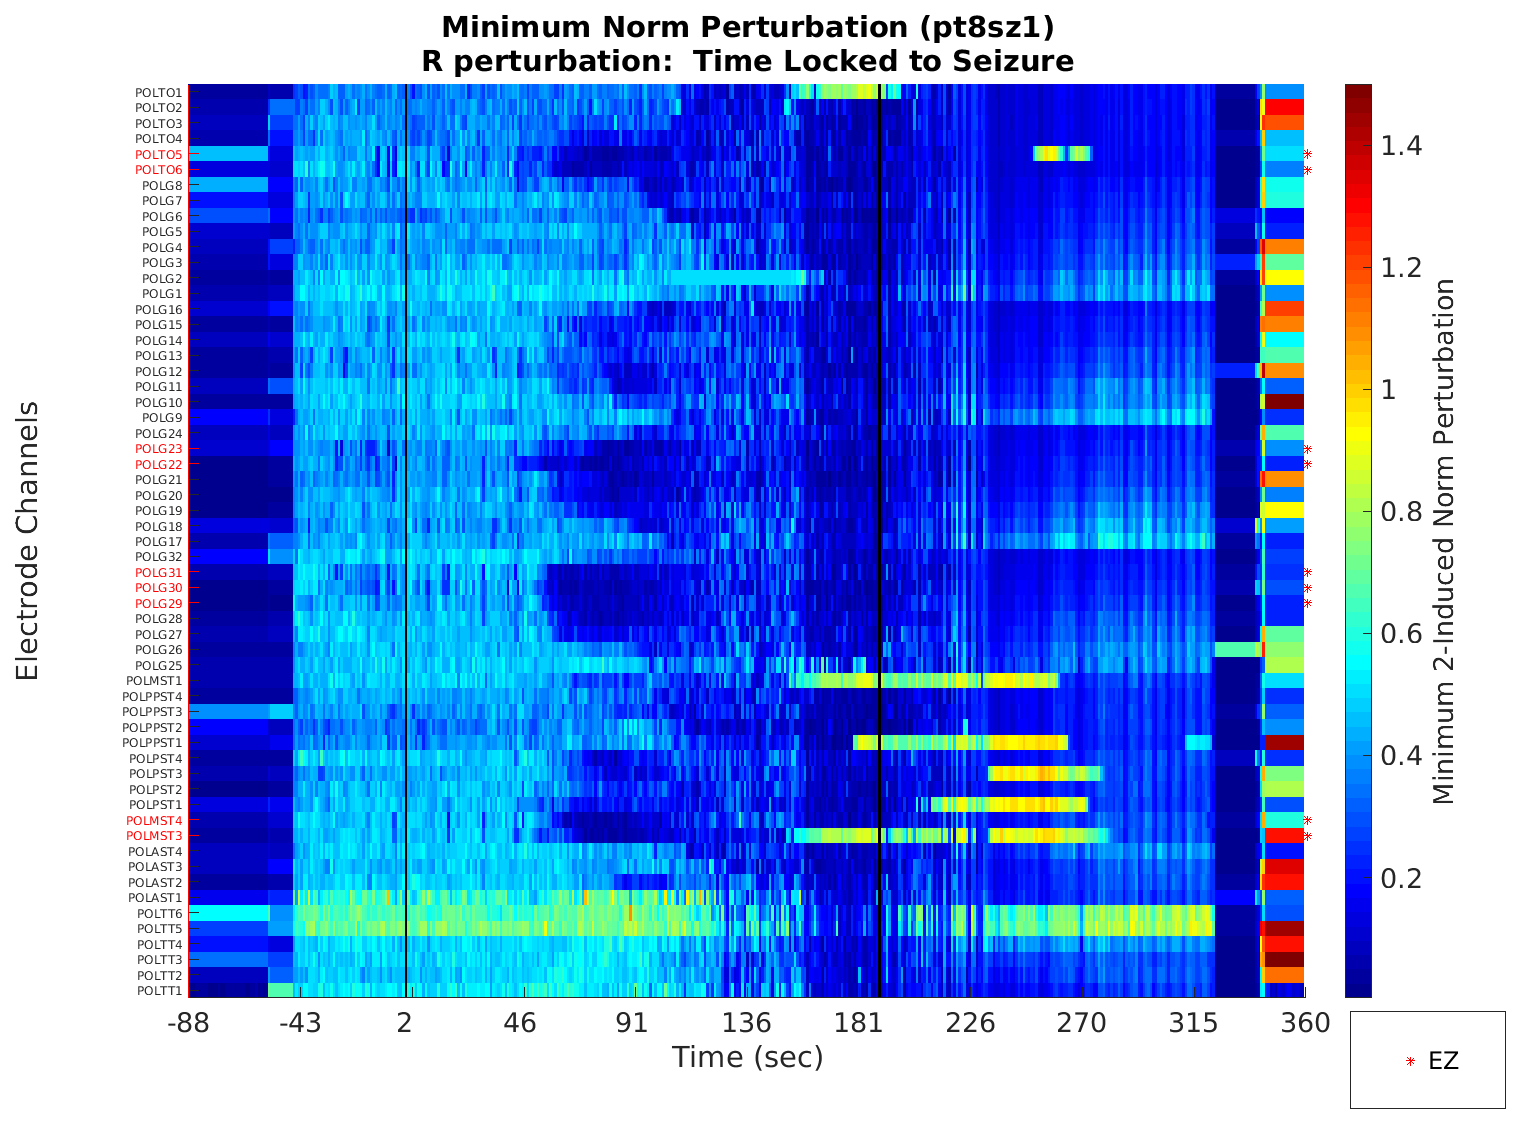 Minimum Norm Perturbation (pt8sz1)
R perturbation:  Time Locked to Seizure
Electrode Channels
POLTO1
POLTO2
POLTO3
POLTO4
POLTO5
POLTO6
POLG8
POLG7
POLG6
POLG5
POLG4
POLG3
POLG2
POLG1
POLG16
POLG15
POLG14
POLG13
POLG12
POLG11
POLG10
POLG9
POLG24
POLG23
POLG22
POLG21
POLG20
POLG19
POLG18
POLG17
POLG32
POLG31
POLG30
POLG29
POLG28
POLG27
POLG26
POLG25
POLMST1
POLPPST4
POLPPST3
POLPPST2
POLPPST1
POLPST4
POLPST3
POLPST2
POLPST1
POLMST4
POLMST3
POLAST4
POLAST3
POLAST2
POLAST1
POLTT6
POLTT5
POLTT4
POLTT3
POLTT2
POLTT1
-88 -43 2 46 91 136 181 226 270 315 360
Time (sec)
1.4
1.2
1
0.8
0.6
0.4
0.2
Minimum 2-Induced Norm Perturbation
EZ